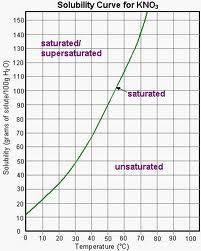 Solubility Curve for KNO₃
Solubility (grams of solute/100g H₂O)
150
140
130
120
110
100
90
80
70
60
50
40
30
20
10
0
saturated/
supersaturated
saturated
unsaturated
0 10 20 30 40 50 60 70 80 90 100
Temperature (°C)